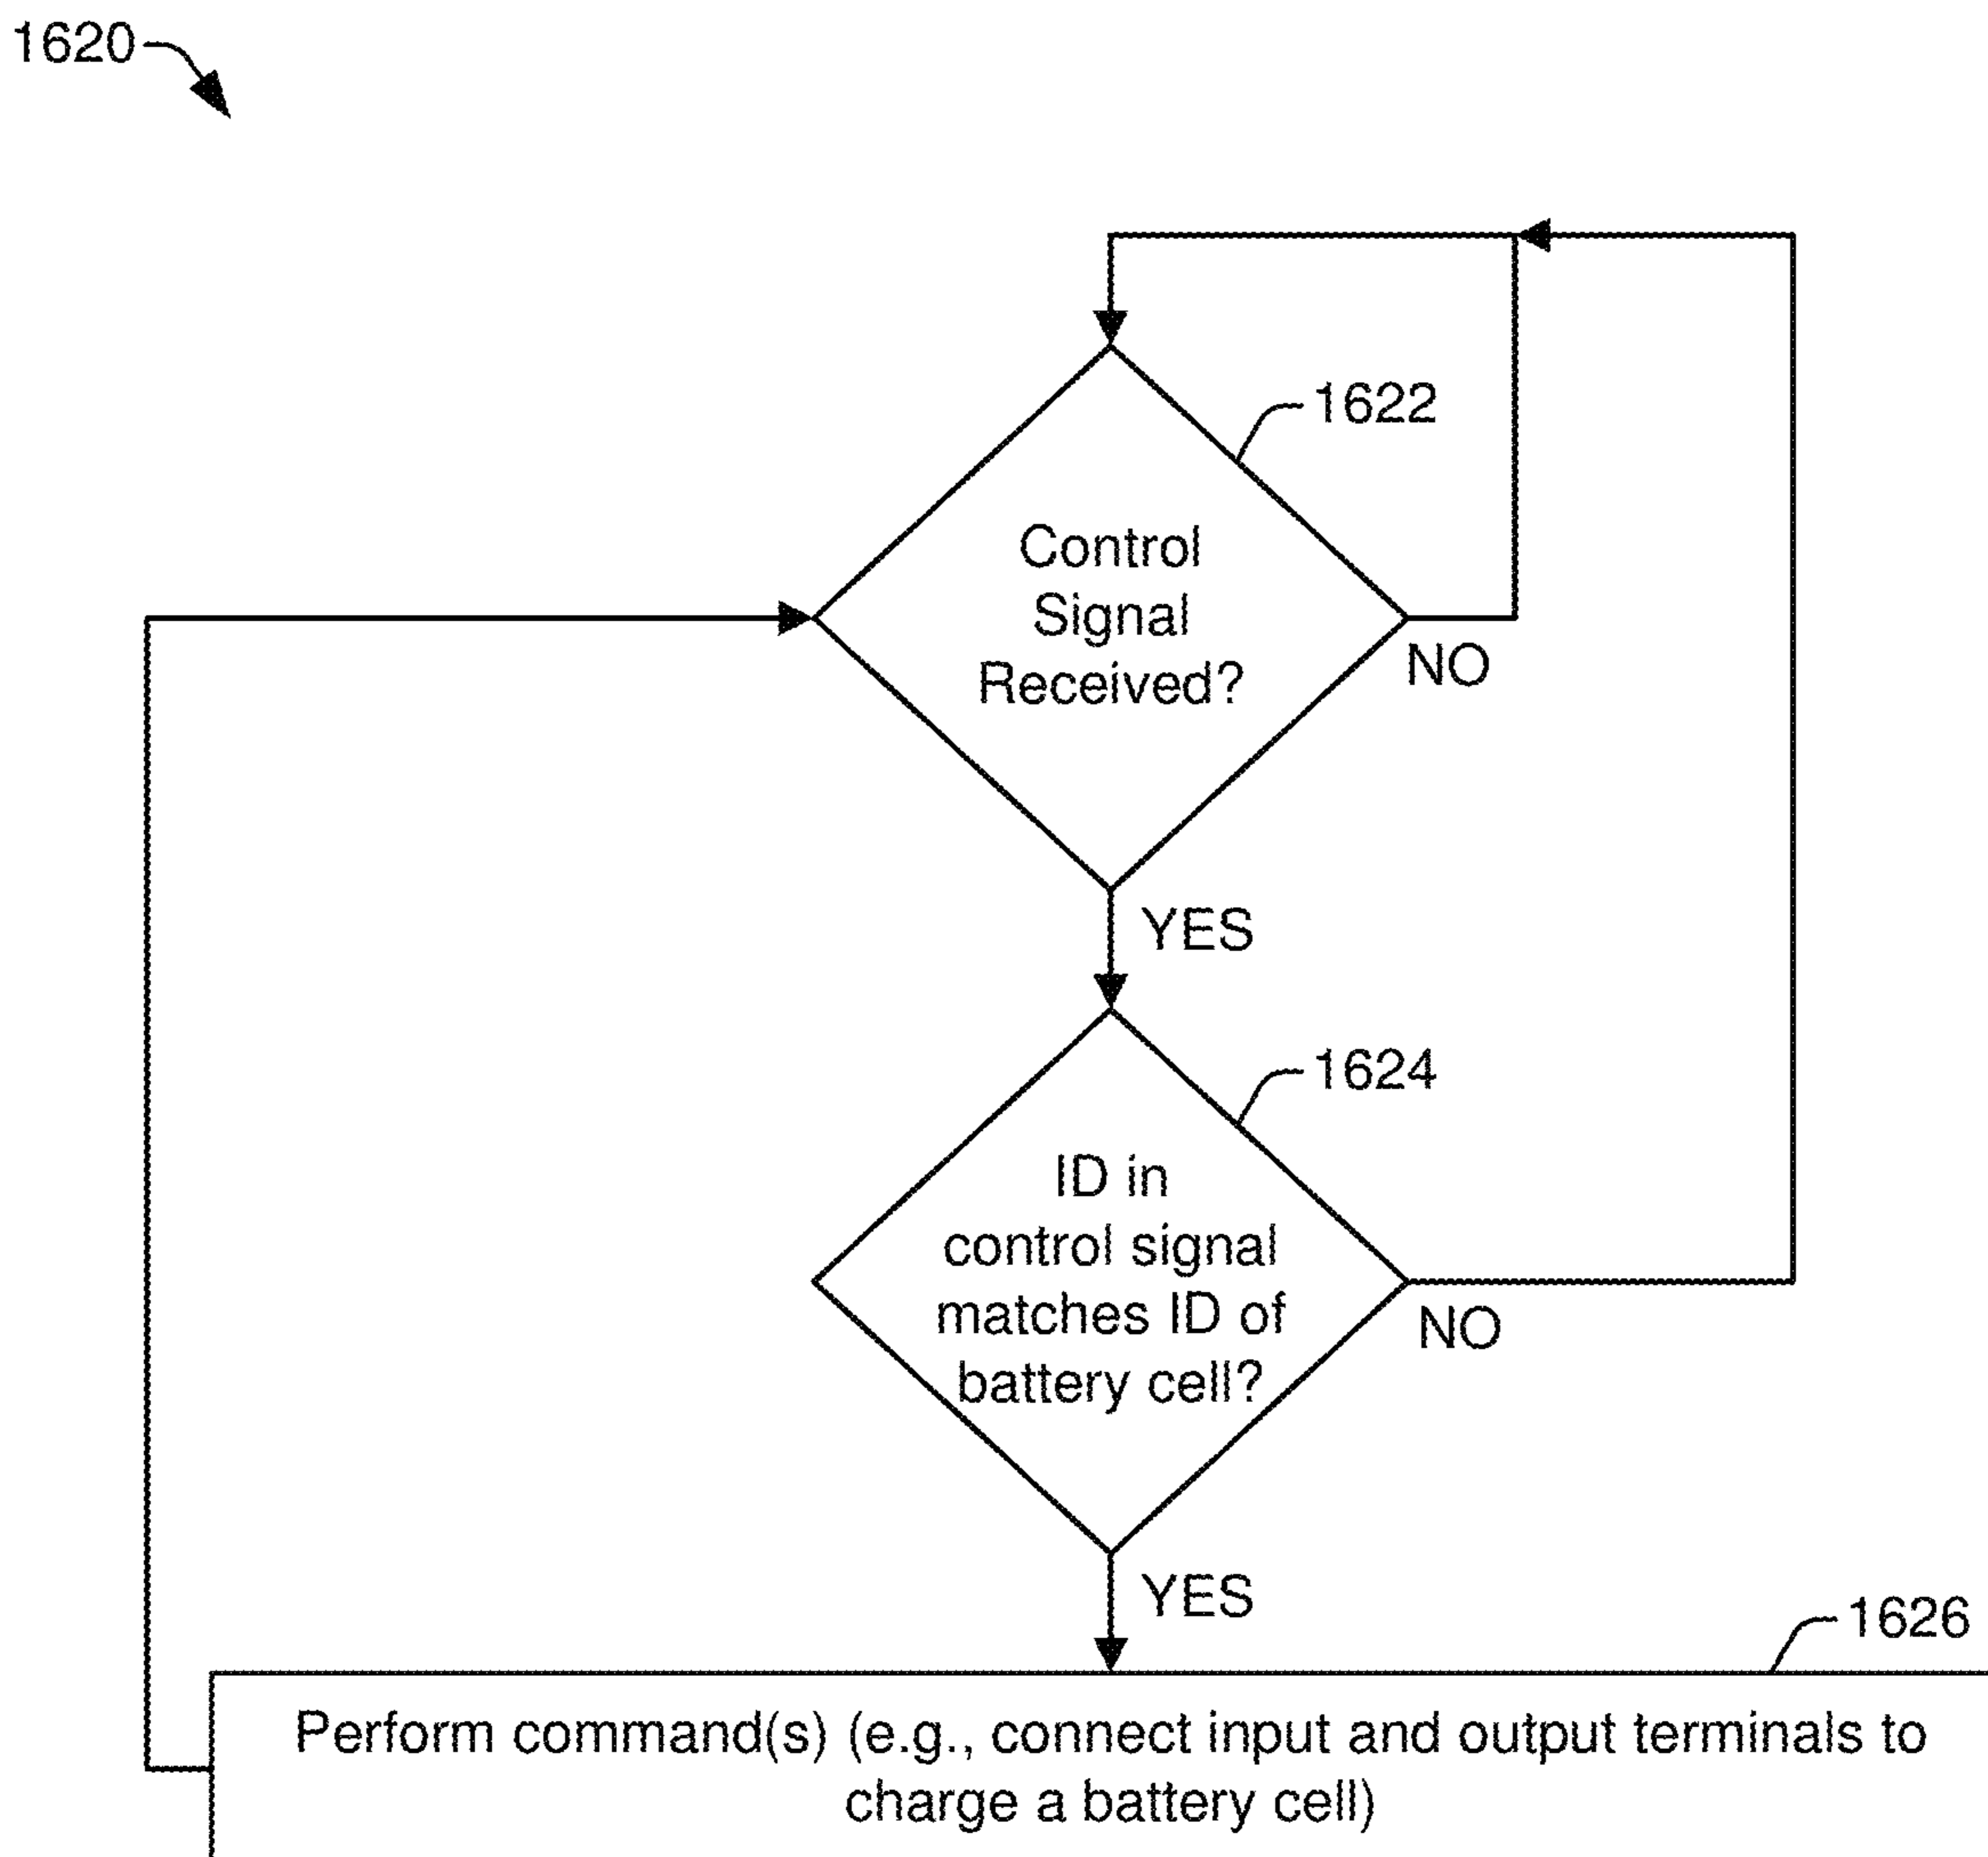 1620
1622
Control
Signal
Received?
NO
YES
1624
ID in
control signal
matches ID of
battery cell?
NO
YES
1626
Perform command(s) (e.g., connect input and output terminals to
charge a battery cell)